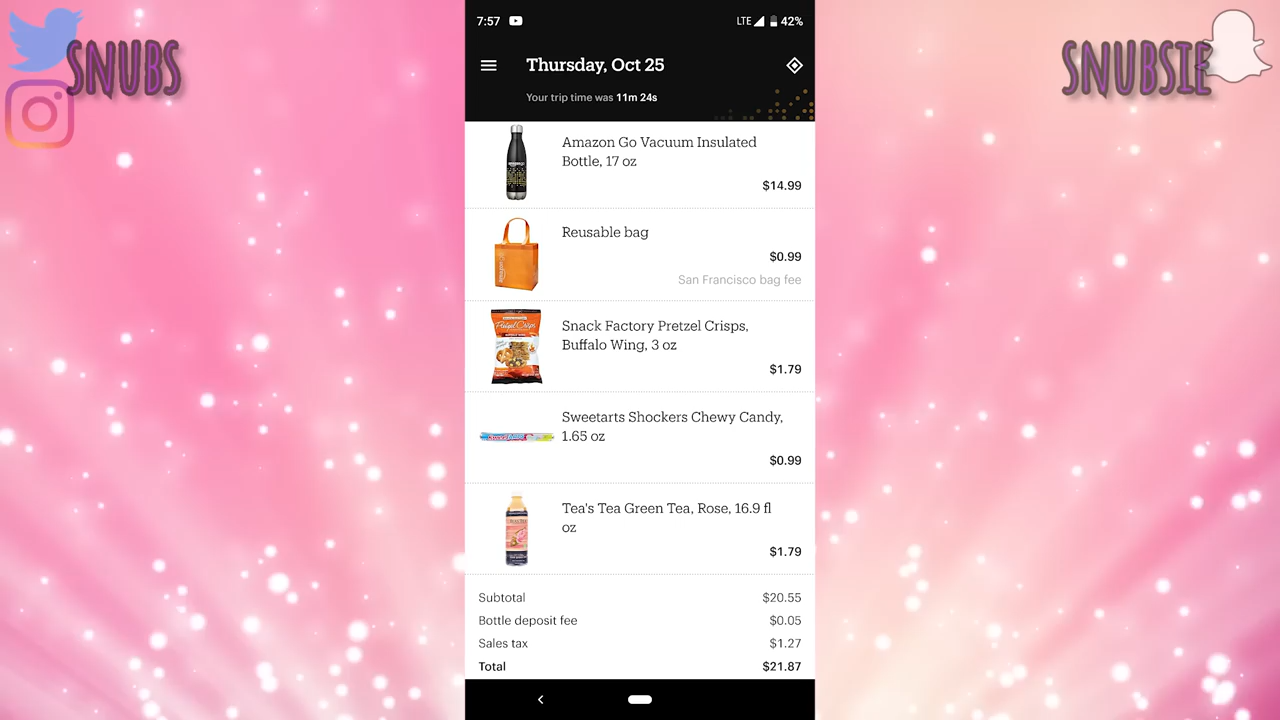 SNUBS
SNUBSIE
7:57
LTE 42%
Thursday, Oct 25
Your trip time was 11m 24s
Amazon Go Vacuum Insulated
Bottle, 17 oz
$14.99
Reusable bag
$0.99
San Francisco bag fee
amazon
Pretzel Crisps
Snack Factory Pretzel Crisps,
Buffalo Wing, 3 oz
$1.79
Sweetarts Shockers Chewy Candy,
1.65 oz
$0.99
Tea's Tea Green Tea, Rose, 16.9 fl
oz
$1.79
Subtotal $20.55
Bottle deposit fee $0.05
Sales tax $1.27
Total $21.87